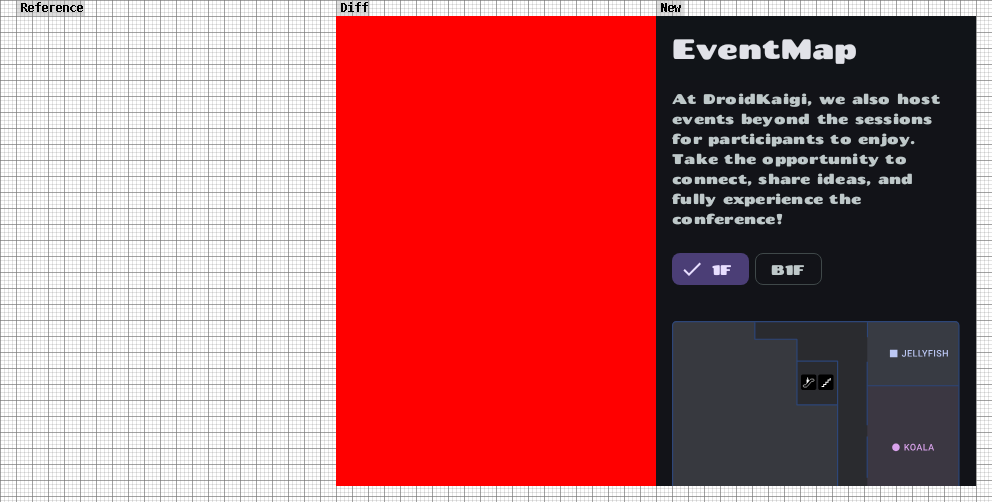 Reference
Diff
New
EventMap
At DroidKaigi, we also host
events beyond the sessions
for participants to enjoy.
Take the opportunity to
connect, share ideas, and
fully experience the
conference!
1F
B1F
JELLYFISH
KOALA